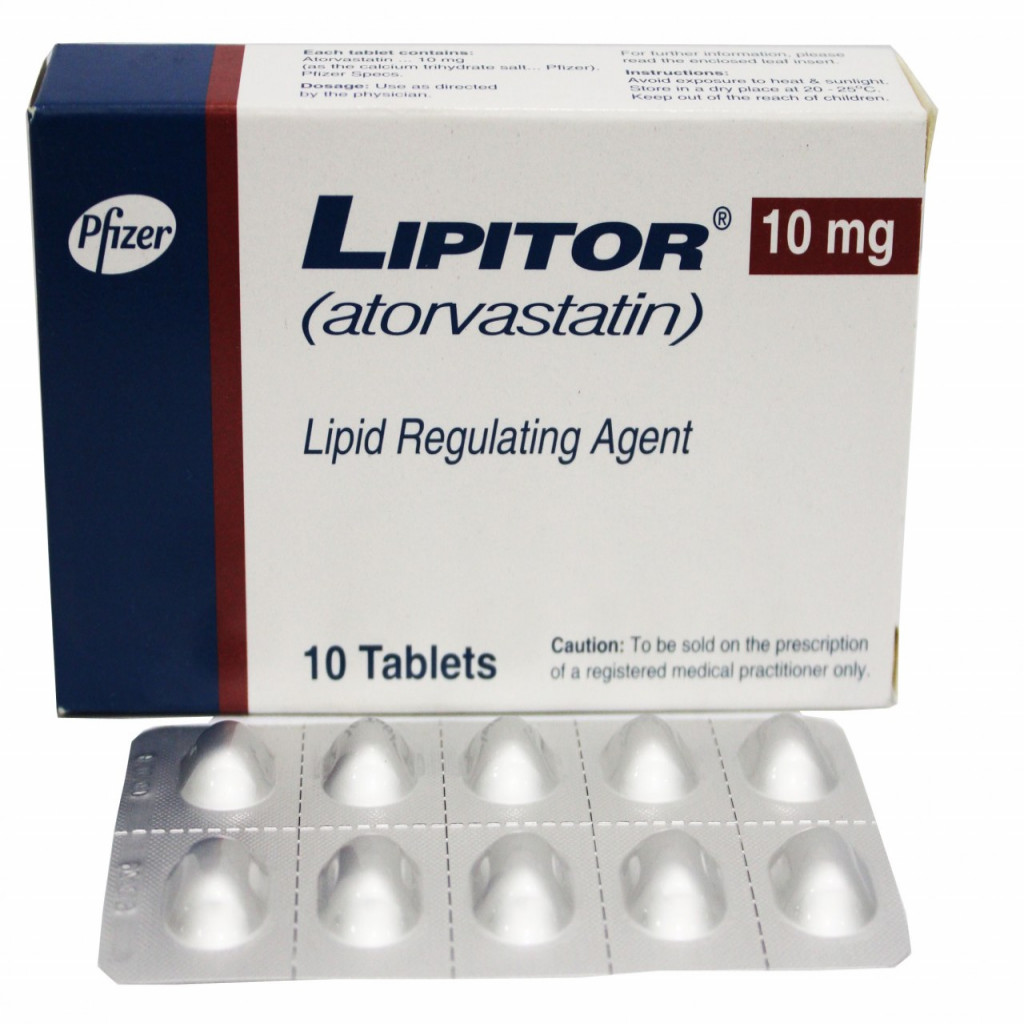 Each tablet contains:
Atorvastatin ... 10 mg
(as the calcium trihydrate salt... Pfizer).
Pfizer Specs.
Dosage: Use as directed
by the physician.
For further information, please
read the enclosed leaf insert.
Instructions:
Avoid exposure to heat & sunlight.
Store in a dry place at 20 - 25°C.
Keep out of the reach of children.
Pfizer
LIPITOR® 10 mg
(atorvastatin)
Lipid Regulating Agent
10 Tablets
Caution: To be sold on the prescription
of a registered medical practitioner only.